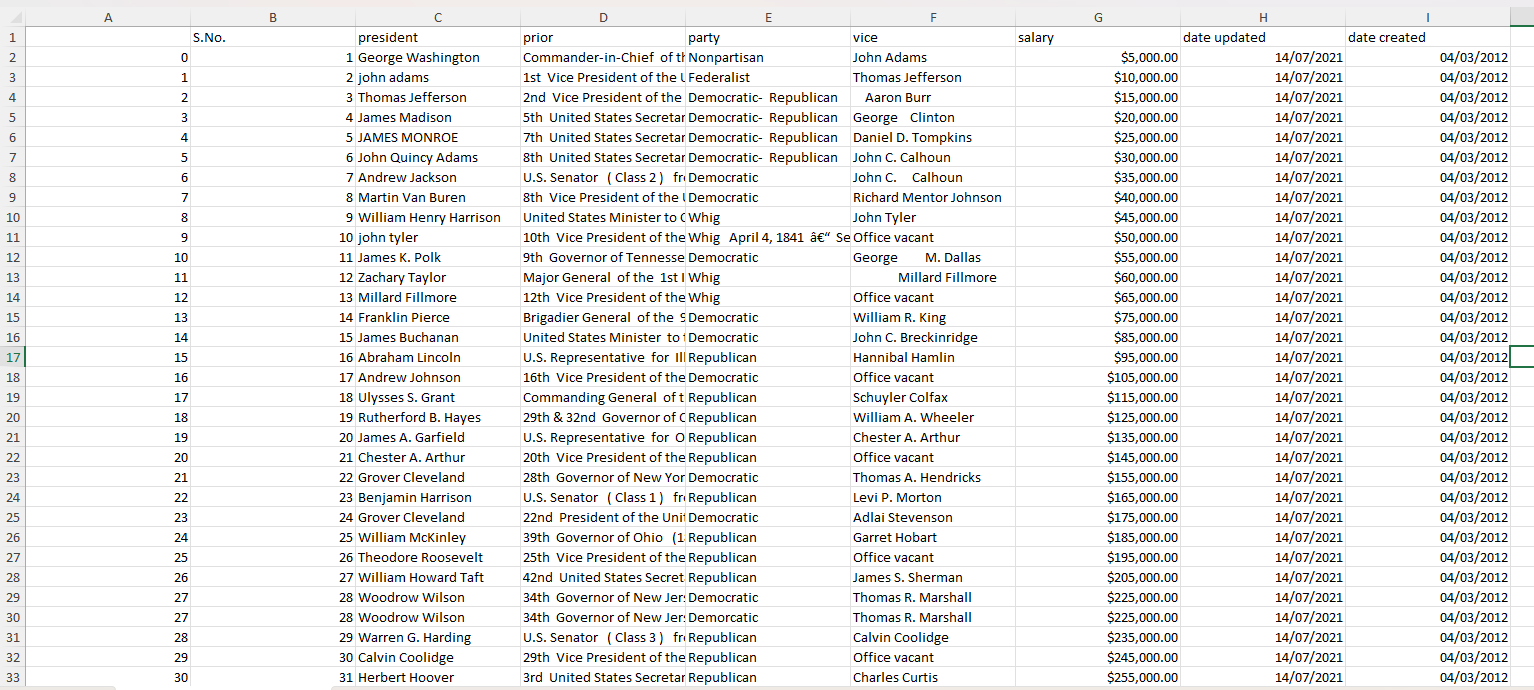 A B C D E F G H I
1 S.No. president prior party vice salary date updated date created
2 0 1 George Washington Commander-in-Chief of th Nonpartisan John Adams $5,000.00 14/07/2021 04/03/2012
3 1 2 john adams 1st Vice President of the U Federalist Thomas Jefferson $10,000.00 14/07/2021 04/03/2012
4 2 3 Thomas Jefferson 2nd Vice President of the Democratic- Republican Aaron Burr $15,000.00 14/07/2021 04/03/2012
5 3 4 James Madison 5th United States Secretar Democratic- Republican George Clinton $20,000.00 14/07/2021 04/03/2012
6 4 5 JAMES MONROE 7th United States Secretar Democratic- Republican Daniel D. Tompkins $25,000.00 14/07/2021 04/03/2012
7 5 6 John Quincy Adams 8th United States Secretar Democratic- Republican John C. Calhoun $30,000.00 14/07/2021 04/03/2012
8 6 7 Andrew Jackson U.S. Senator ( Class 2 ) fr Democratic John C. Calhoun $35,000.00 14/07/2021 04/03/2012
9 7 8 Martin Van Buren 8th Vice President of the Democratic Richard Mentor Johnson $40,000.00 14/07/2021 04/03/2012
10 8 9 William Henry Harrison United States Minister to C Whig John Tyler $45,000.00 14/07/2021 04/03/2012
11 9 10 john tyler 10th Vice President of the Whig April 4, 1841 â€“ Se Office vacant $50,000.00 14/07/2021 04/03/2012
12 10 11 James K. Polk 9th Governor of Tennesse Democratic George M. Dallas $55,000.00 14/07/2021 04/03/2012
13 11 12 Zachary Taylor Major General of the 1st I Whig Millard Fillmore $60,000.00 14/07/2021 04/03/2012
14 12 13 Millard Fillmore 12th Vice President of the Whig Office vacant $65,000.00 14/07/2021 04/03/2012
15 13 14 Franklin Pierce Brigadier General of the 9 Democratic William R. King $75,000.00 14/07/2021 04/03/2012
16 14 15 James Buchanan United States Minister to t Democratic John C. Breckinridge $85,000.00 14/07/2021 04/03/2012
17 15 16 Abraham Lincoln U.S. Representative for Ill Republican Hannibal Hamlin $95,000.00 14/07/2021 04/03/2012
18 16 17 Andrew Johnson 16th Vice President of the Democratic Office vacant $105,000.00 14/07/2021 04/03/2012
19 17 18 Ulysses S. Grant Commanding General of t Republican Schuyler Colfax $115,000.00 14/07/2021 04/03/2012
20 18 19 Rutherford B. Hayes 29th & 32nd Governor of O Republican William A. Wheeler $125,000.00 14/07/2021 04/03/2012
21 19 20 James A. Garfield U.S. Representative for O Republican Chester A. Arthur $135,000.00 14/07/2021 04/03/2012
22 20 21 Chester A. Arthur 20th Vice President of the Republican Office vacant $145,000.00 14/07/2021 04/03/2012
23 21 22 Grover Cleveland 28th Governor of New Yor Democratic Thomas A. Hendricks $155,000.00 14/07/2021 04/03/2012
24 22 23 Benjamin Harrison U.S. Senator ( Class 1 ) fr Republican Levi P. Morton $165,000.00 14/07/2021 04/03/2012
25 23 24 Grover Cleveland 22nd President of the Unit Democratic Adlai Stevenson $175,000.00 14/07/2021 04/03/2012
26 24 25 William McKinley 39th Governor of Ohio (1 Republican Garret Hobart $185,000.00 14/07/2021 04/03/2012
27 25 26 Theodore Roosevelt 25th Vice President of the Republican Office vacant $195,000.00 14/07/2021 04/03/2012
28 26 27 William Howard Taft 42nd United States Secret Republican James S. Sherman $205,000.00 14/07/2021 04/03/2012
29 27 28 Woodrow Wilson 34th Governor of New Jer Democratic Thomas R. Marshall $225,000.00 14/07/2021 04/03/2012
30 27 28 Woodrow Wilson 34th Governor of New Jer Demorcatic Thomas R. Marshall $225,000.00 14/07/2021 04/03/2012
31 28 29 Warren G. Harding U.S. Senator ( Class 3 ) fr Republican Calvin Coolidge $235,000.00 14/07/2021 04/03/2012
32 29 30 Calvin Coolidge 29th Vice President of the Republican Office vacant $245,000.00 14/07/2021 04/03/2012
33 30 31 Herbert Hoover 3rd United States Secretar Republican Charles Curtis $255,000.00 14/07/2021 04/03/2012